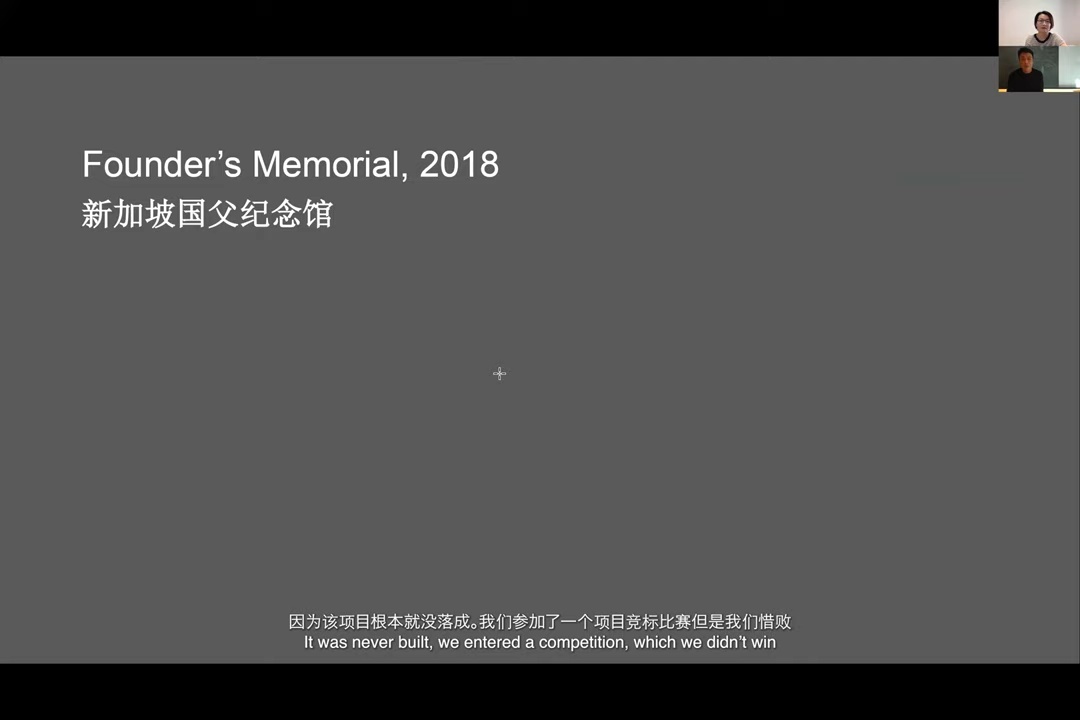 Founder’s Memorial, 2018
新加坡国父纪念馆
因为该项目根本就没落成。我们参加了一个项目竞标比赛但是我们惜败
It was never built, we entered a competition, which we didn’t win